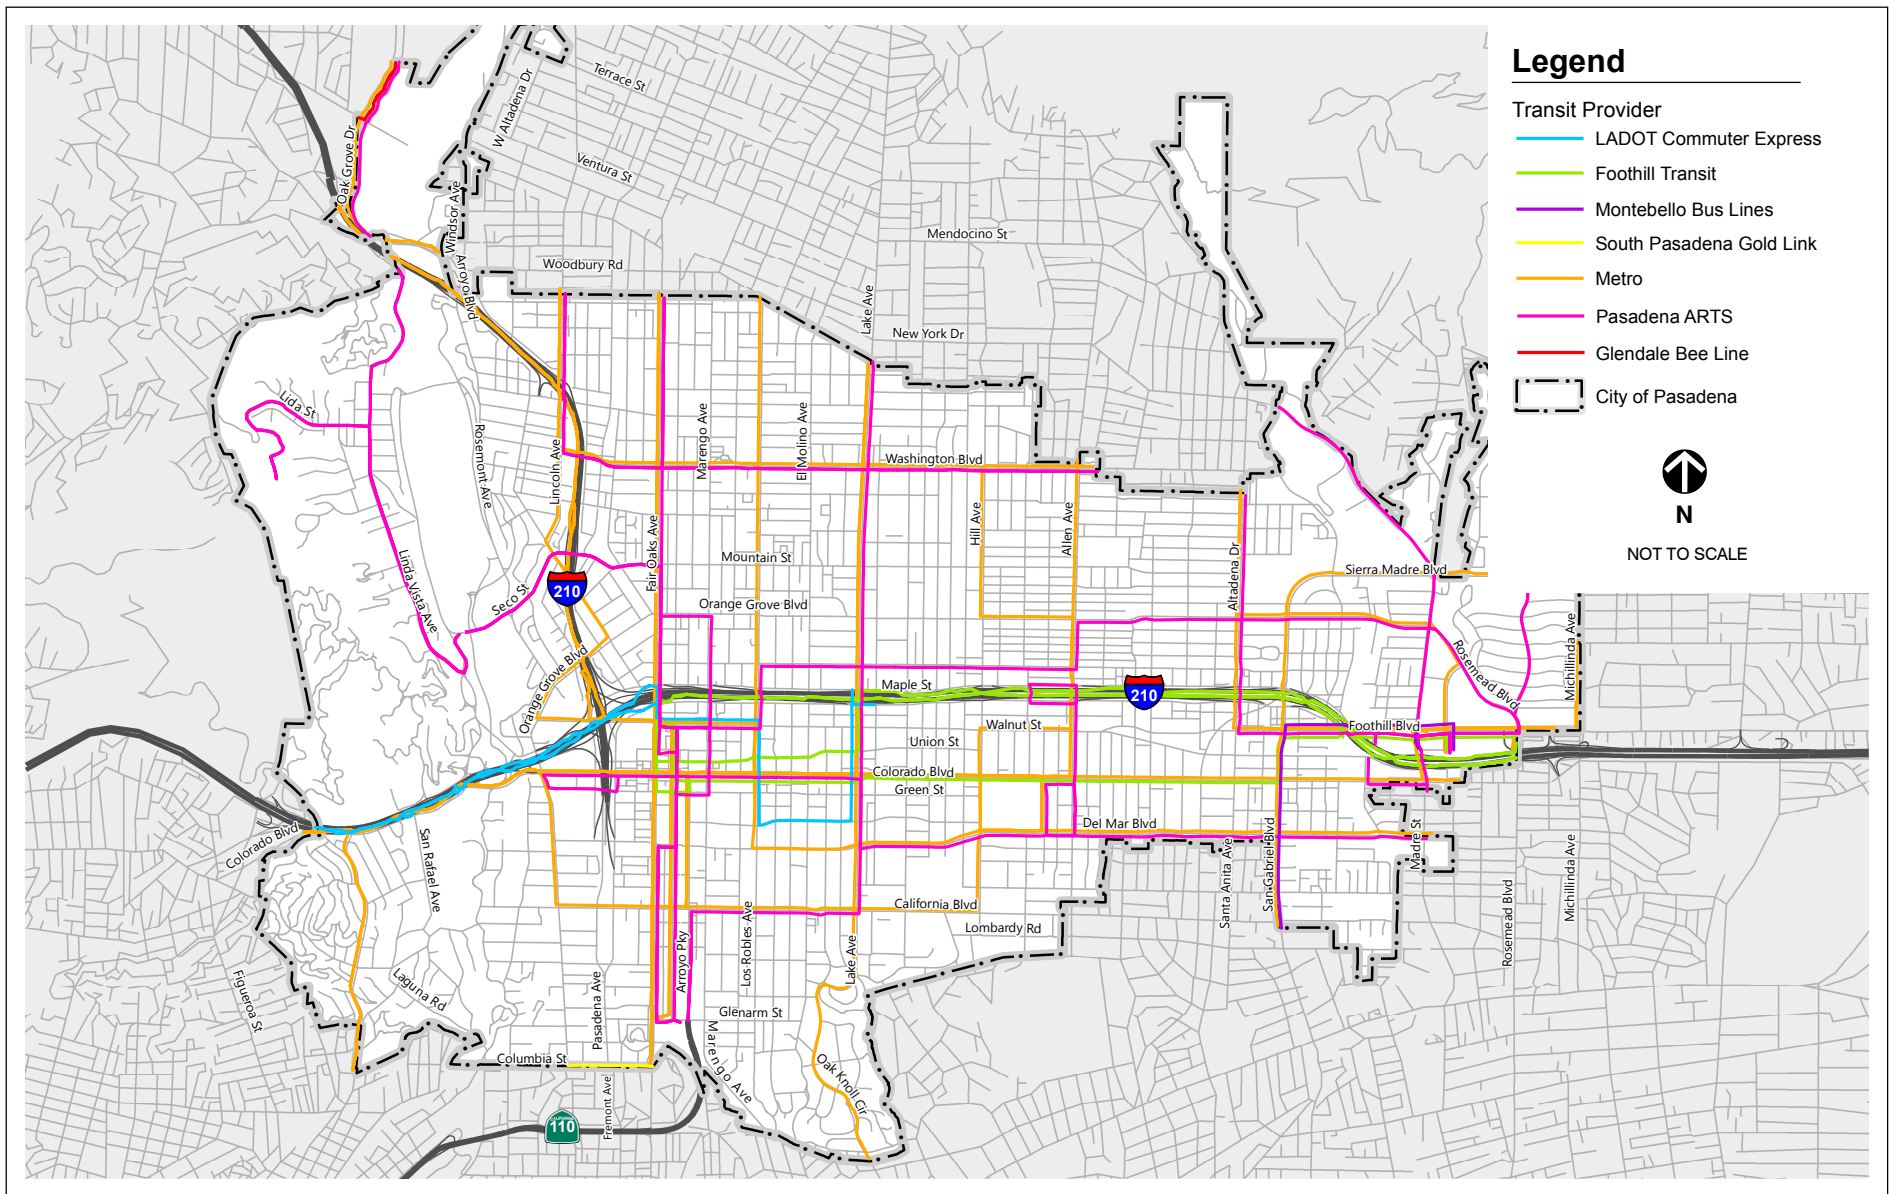 Legend
Transit Provider
LADOT Commuter Express
Foothill Transit
Montebello Bus Lines
South Pasadena Gold Link
Metro
Pasadena ARTS
Glendale Bee Line
City of Pasadena
N
NOT TO SCALE
Terrace St
W Altadena Dr
Oak Grove Dr
Ventura St
Windsor Ave
Mendocino St
Woodbury Rd
Arroyo Blvd
Lake Ave
New York Dr
Lida St
Marengo Ave
El Molino Ave
Rosemont Ave
Lincoln Ave
Washington Blvd
Hill Ave
Allen Ave
Fair Oaks Ave
Mountain St
Altadena Dr
Sierra Madre Blvd
Linda Vista Ave
Seco St
210
Orange Grove Blvd
Rosemead Blvd
Michillinda Ave
Orange Grove Blvd
Maple St
210
Walnut St
Foothill Blvd
Union St
Colorado Blvd
Green St
Del Mar Blvd
Colorado Blvd
San Rafael Ave
Santa Anita Ave
San Gabriel Blvd
Madre St
Michillinda Ave
Rosemead Blvd
California Blvd
Lombardy Rd
Los Robles Ave
Arroyo Pky
Lake Ave
Figueroa St
Laguna Rd
Pasadena Ave
Glenarm St
Marengo Ave
Columbia St
Oak Knoll Cir
Fremont Ave
CALIFORNIA
110